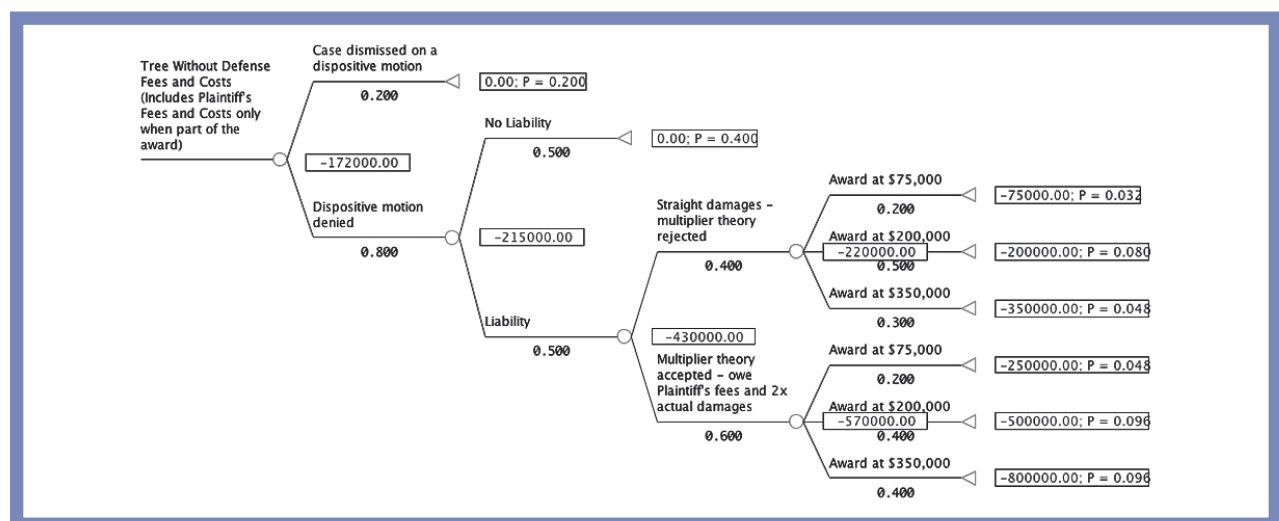 Tree Without Defense
Fees and Costs
(Includes Plaintiff's
Fees and Costs only
when part of the
award)
-172000.00
Case dismissed on a
dispositive motion
0.200
0.00; P = 0.200
Dispositive motion
denied
0.800
-215000.00
No Liability
0.500
0.00; P = 0.400
Liability
0.500
-430000.00
Straight damages -
multiplier theory
rejected
0.400
-220000.00
Award at $75,000
0.200
-75000.00; P = 0.032
Award at $200,000
0.500
-200000.00; P = 0.080
Award at $350,000
0.300
-350000.00; P = 0.048
Multiplier theory
accepted - owe
Plaintiff's fees and 2x
actual damages
0.600
-570000.00
Award at $75,000
0.200
-250000.00; P = 0.048
Award at $200,000
0.400
-500000.00; P = 0.096
Award at $350,000
0.400
-800000.00; P = 0.096